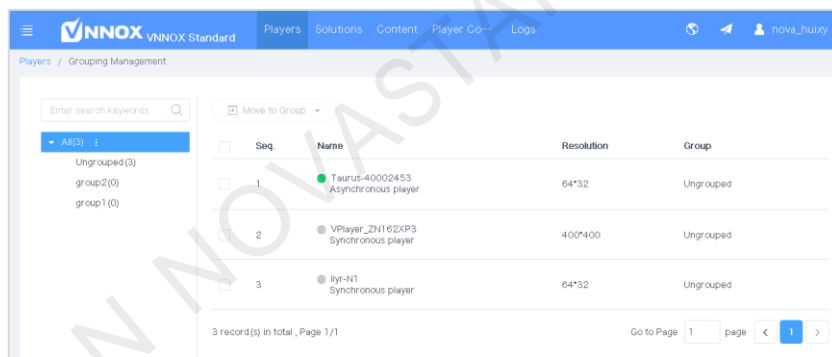 VNNOX VNNOX Standard Players Solutions Content Player Co··· Logs nova_huixy
Players / Grouping Management
Enter search keywords
Move to Group
All(3)
Ungrouped(3)
group2(0)
group1(0)
Seq. Name Resolution Group
1 Taurus-40002453 64*32 Ungrouped
Asynchronous player
2 VPlayer_ZN162XP3 400*400 Ungrouped
Synchronous player
3 liyr-N1 64*32 Ungrouped
Synchronous player
3 record(s) in total , Page 1/1
Go to Page 1 page < 1 >
N NOVASTA